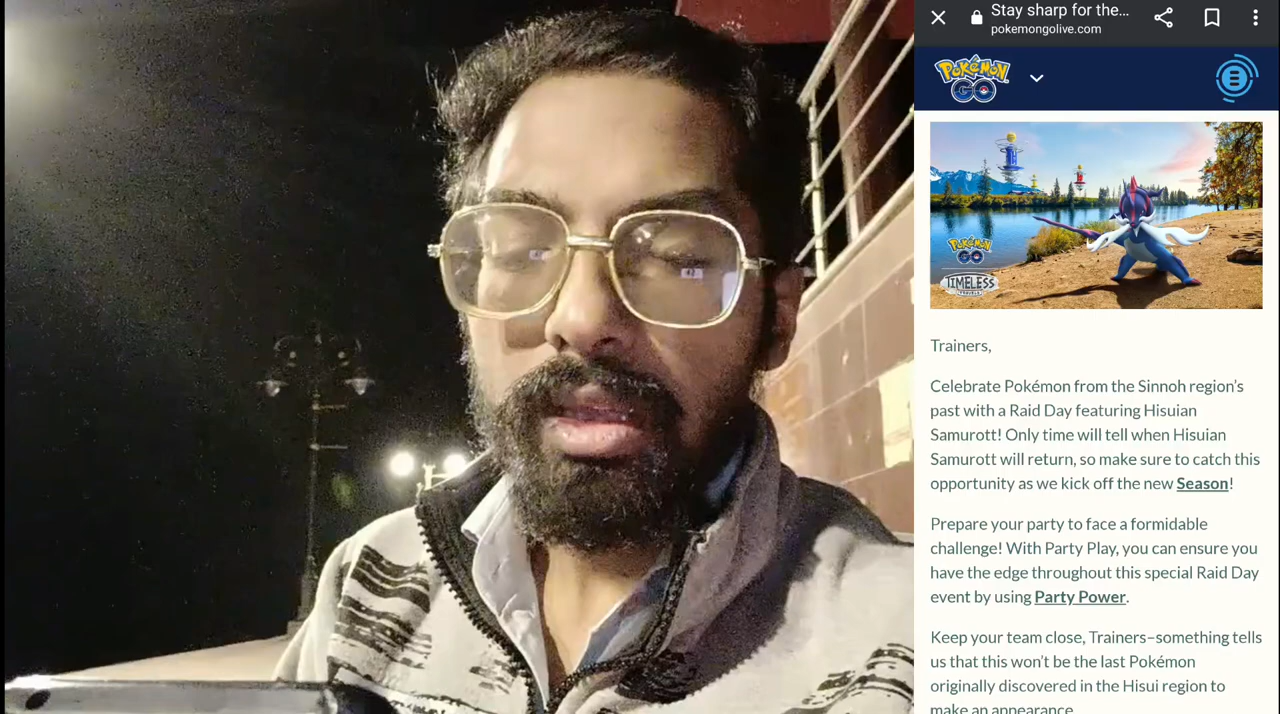 Stay sharp for the...
pokemongolive.com
POKÉMON
GO
POKÉMON
GO
TIMELESS
TRAVELS
Trainers,
Celebrate Pokémon from the Sinnoh region's
past with a Raid Day featuring Hisuian
Samurott! Only time will tell when Hisuian
Samurott will return, so make sure to catch this
opportunity as we kick off the new Season!
Prepare your party to face a formidable
challenge! With Party Play, you can ensure you
have the edge throughout this special Raid Day
event by using Party Power.
Keep your team close, Trainers–something tells
us that this won't be the last Pokémon
originally discovered in the Hisui region to
make an appearance